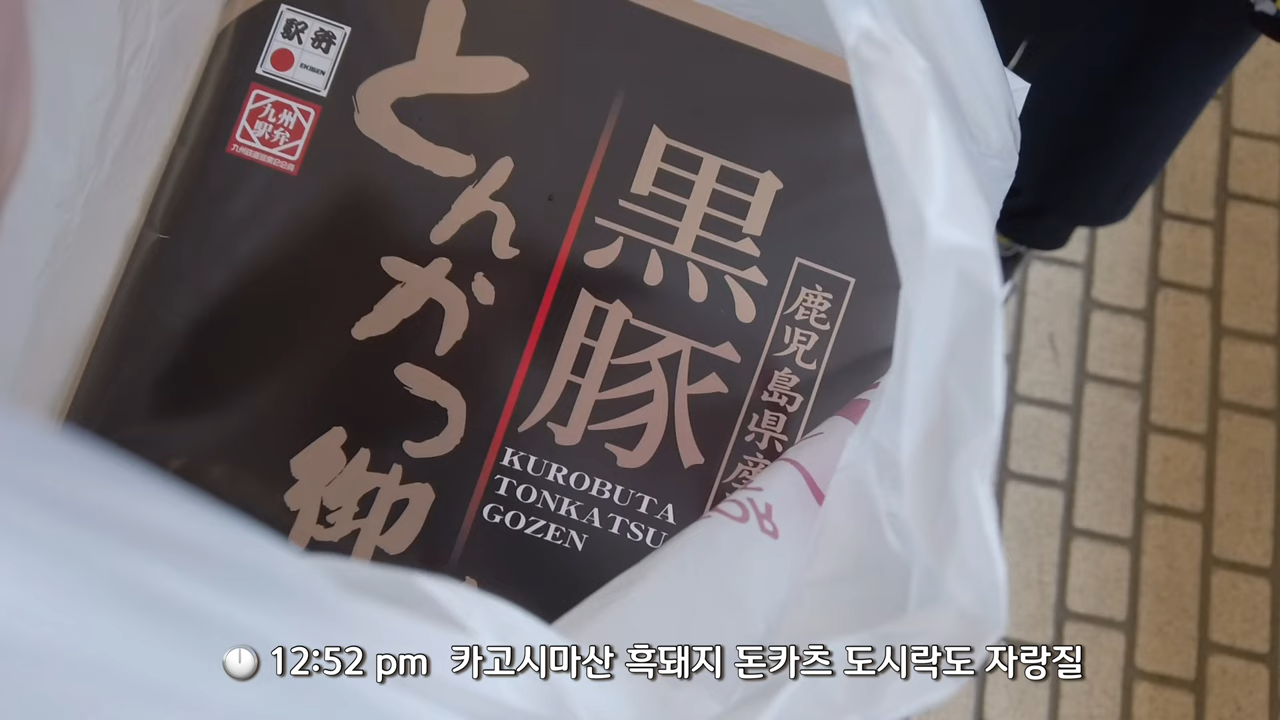 駅弁
EKIBEN
九州
駅弁
とんかつ御
黒豚
鹿児島県産
KUROBUTA
TONKATSU
GOZEN
12:52 pm 카고시마산 흑돼지 돈카츠 도시락도 자랑질